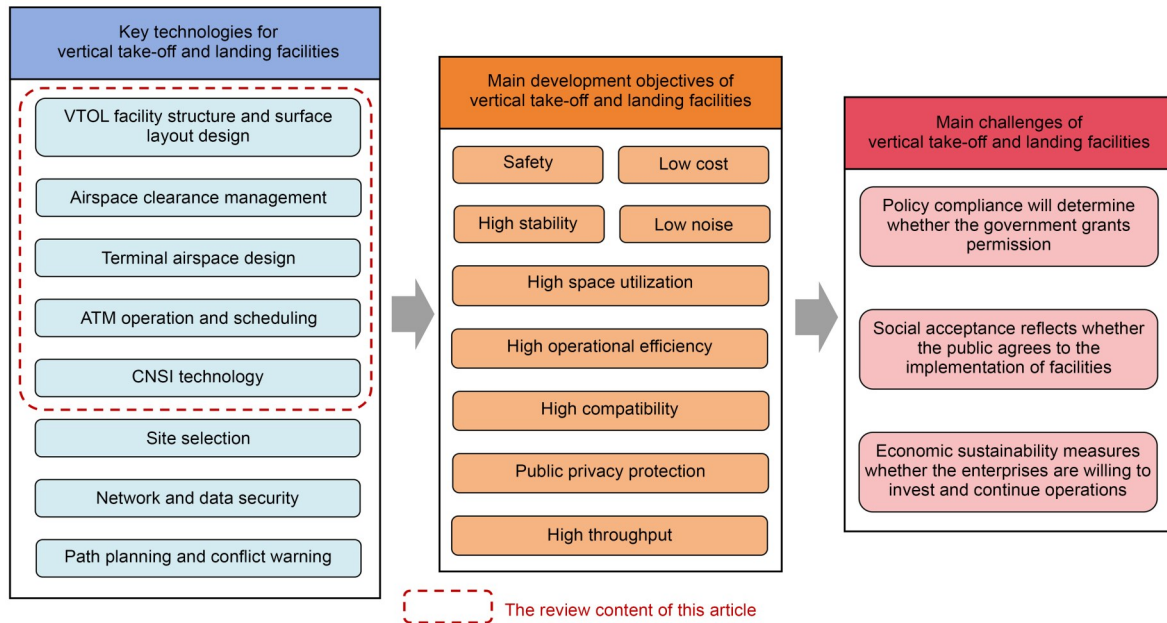 Key technologies for
vertical take-off and landing facilities
VTOL facility structure and surface
layout design
Airspace clearance management
Terminal airspace design
ATM operation and scheduling
CNSI technology
Site selection
Network and data security
Path planning and conflict warning
Main development objectives of
vertical take-off and landing facilities
Safety
Low cost
High stability
Low noise
High space utilization
High operational efficiency
High compatibility
Public privacy protection
High throughput
Main challenges of
vertical take-off and landing facilities
Policy compliance will determine
whether the government grants
permission
Social acceptance reflects whether
the public agrees to the
implementation of facilities
Economic sustainability measures
whether the enterprises are willing to
invest and continue operations
The review content of this article